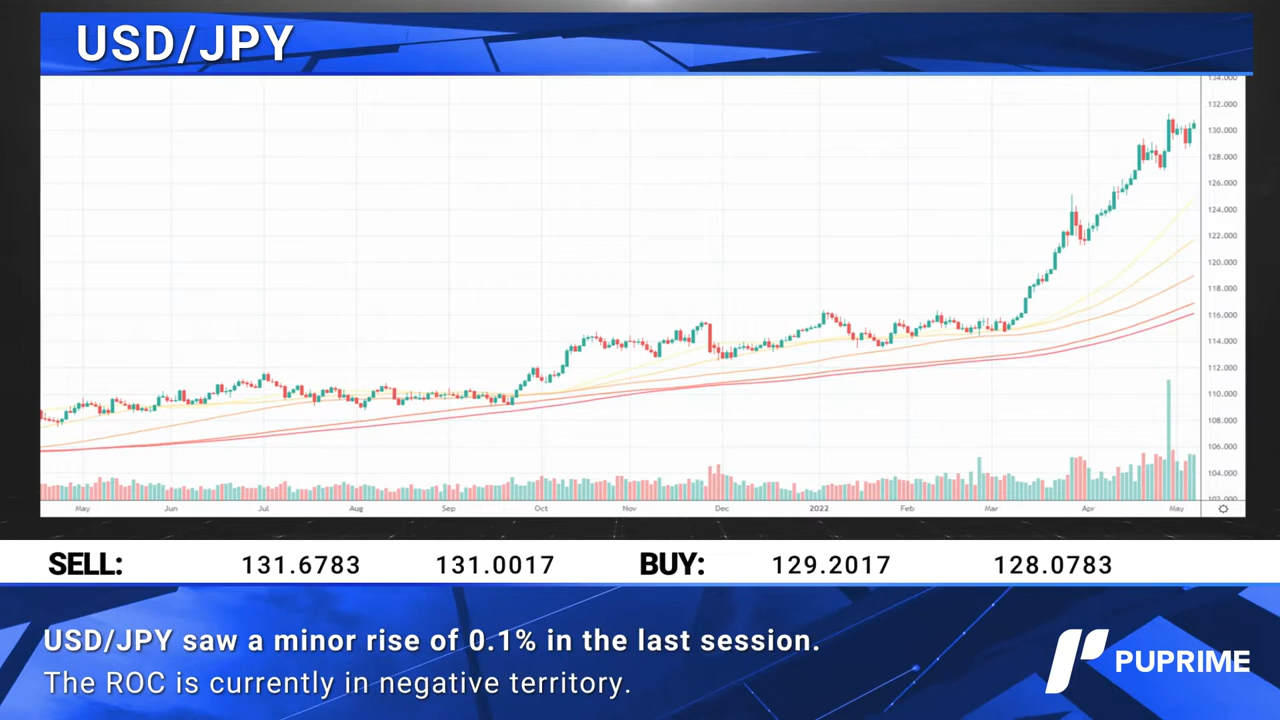 USD/JPY
134.000
132.000
130.000
128.000
126.000
124.000
122.000
120.000
118.000
116.000
114.000
112.000
110.000
108.000
106.000
104.000
102.000
May Jun Jul Aug Sep Oct Nov Dec 2022 Feb Mar Apr May
SELL: 131.6783 131.0017 BUY: 129.2017 128.0783
USD/JPY saw a minor rise of 0.1% in the last session.
The ROC is currently in negative territory.
PUPRIME